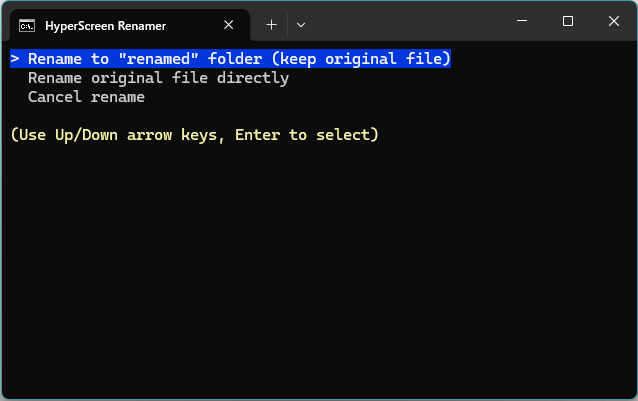 HyperScreen Renamer
> Rename to "renamed" folder (keep original file)
Rename original file directly
Cancel rename
(Use Up/Down arrow keys, Enter to select)